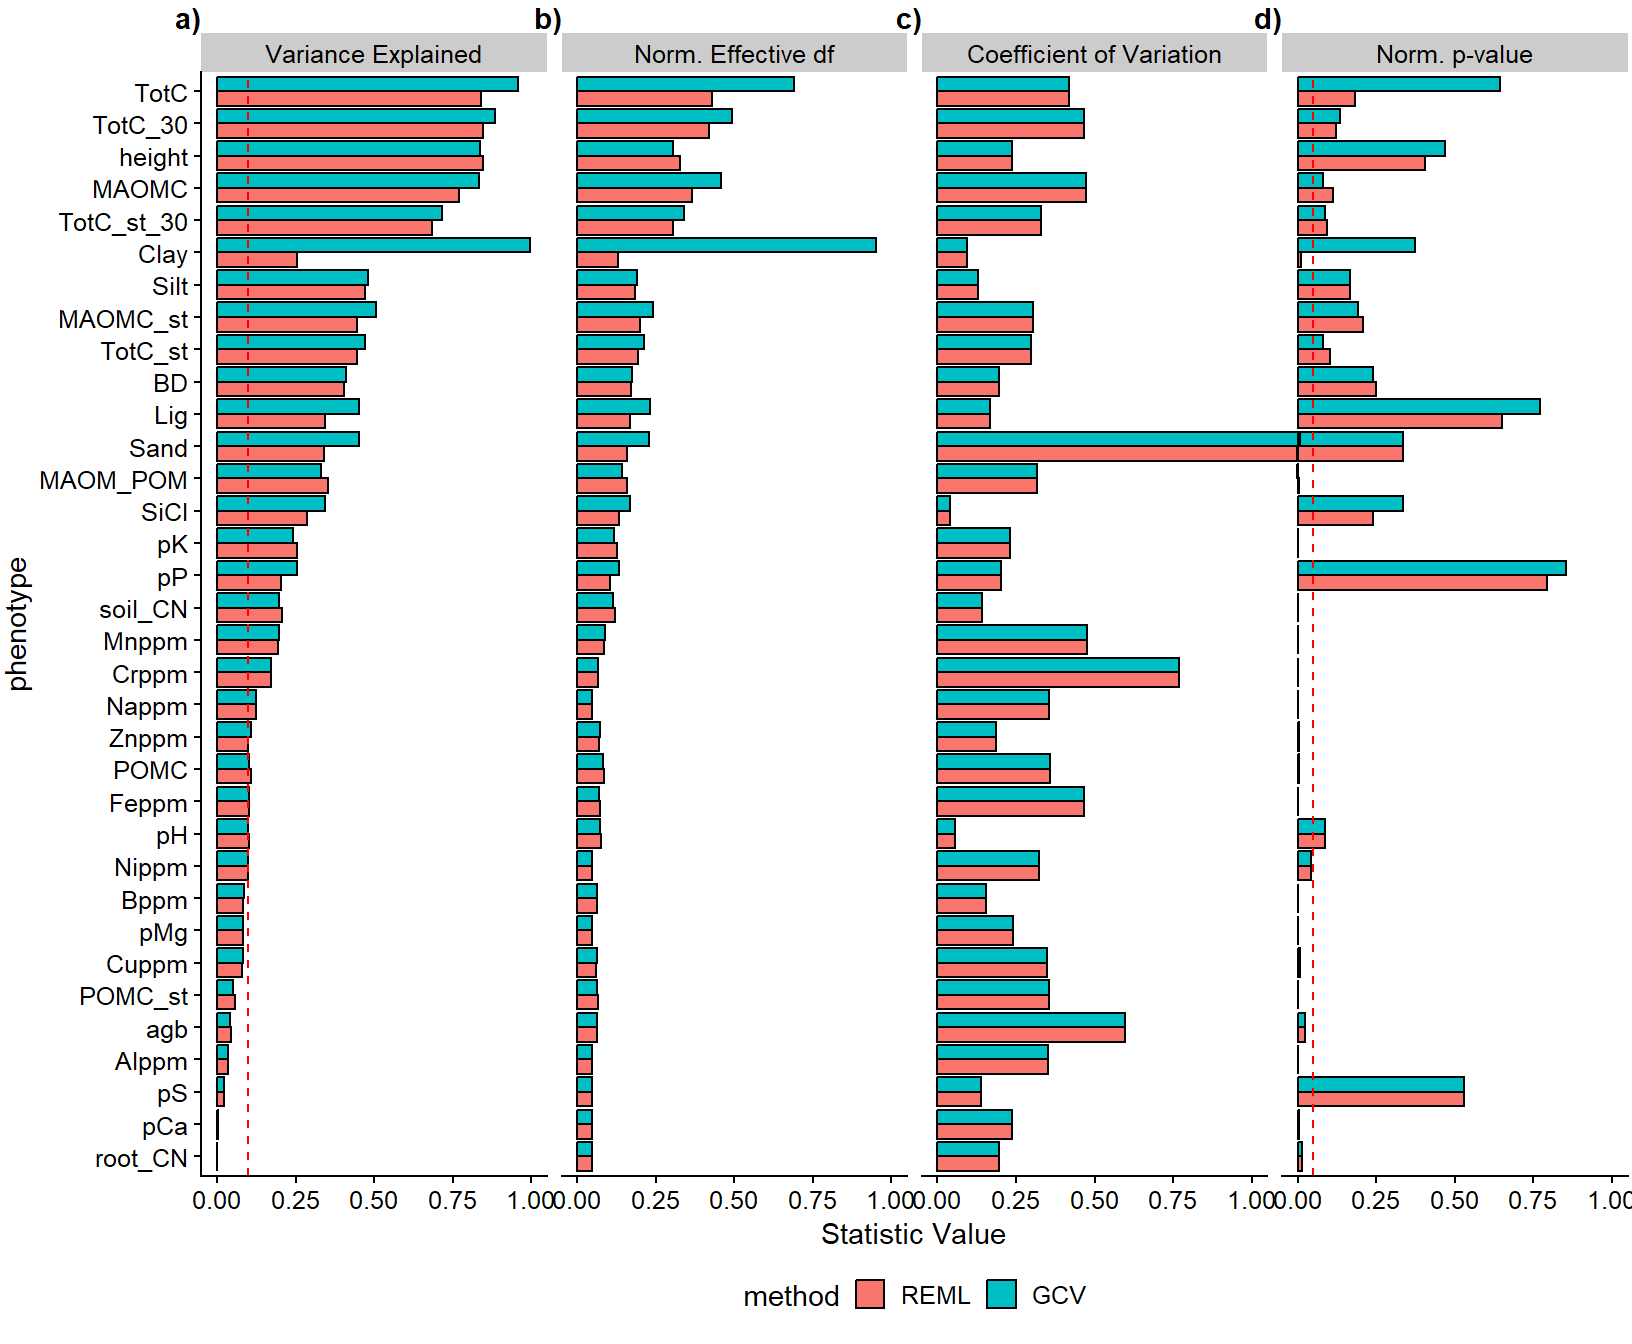 a)
b)
c)
d)
Variance Explained
Norm. Effective df
Coefficient of Variation
Norm. p-value
phenotype
TotC
TotC_30
height
MAOMC
TotC_st_30
Clay
Silt
MAOMC_st
TotC_st
BD
Lig
Sand
MAOM_POM
SiCl
pK
pP
soil_CN
Mnppm
Crppm
Nappm
Znppm
POMC
Feppm
pH
Nippm
Bppm
pMg
Cuppm
POMC_st
agb
Alppm
pS
pCa
root_CN
0.00 0.25 0.50 0.75 1.00
0.00 0.25 0.50 0.75 1.00
0.00 0.25 0.50 0.75 1.00
0.00 0.25 0.50 0.75 1.00
Statistic Value
method REML GCV